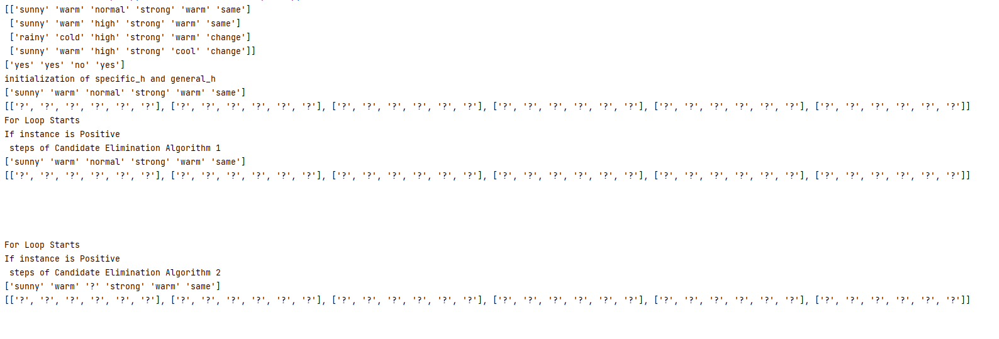 [['sunny' 'warm' 'normal' 'strong' 'warm' 'same']
 ['sunny' 'warm' 'high' 'strong' 'warm' 'same']
 ['rainy' 'cold' 'high' 'strong' 'warm' 'change']
 ['sunny' 'warm' 'high' 'strong' 'cool' 'change']]
['yes' 'yes' 'no' 'yes']
initialization of specific_h and general_h
['sunny' 'warm' 'normal' 'strong' 'warm' 'same']
[['?', '?', '?', '?', '?', '?'], ['?', '?', '?', '?', '?', '?'], ['?', '?', '?', '?', '?', '?'], ['?', '?', '?', '?', '?', '?'], ['?', '?', '?', '?', '?', '?'], ['?', '?', '?', '?', '?', '?']]
For Loop Starts
If instance is Positive
 steps of Candidate Elimination Algorithm 1
['sunny' 'warm' 'normal' 'strong' 'warm' 'same']
[['?', '?', '?', '?', '?', '?'], ['?', '?', '?', '?', '?', '?'], ['?', '?', '?', '?', '?', '?'], ['?', '?', '?', '?', '?', '?'], ['?', '?', '?', '?', '?', '?'], ['?', '?', '?', '?', '?', '?']]
For Loop Starts
If instance is Positive
 steps of Candidate Elimination Algorithm 2
['sunny' 'warm' '?' 'strong' 'warm' 'same']
[['?', '?', '?', '?', '?', '?'], ['?', '?', '?', '?', '?', '?'], ['?', '?', '?', '?', '?', '?'], ['?', '?', '?', '?', '?', '?'], ['?', '?', '?', '?', '?', '?'], ['?', '?', '?', '?', '?', '?']]